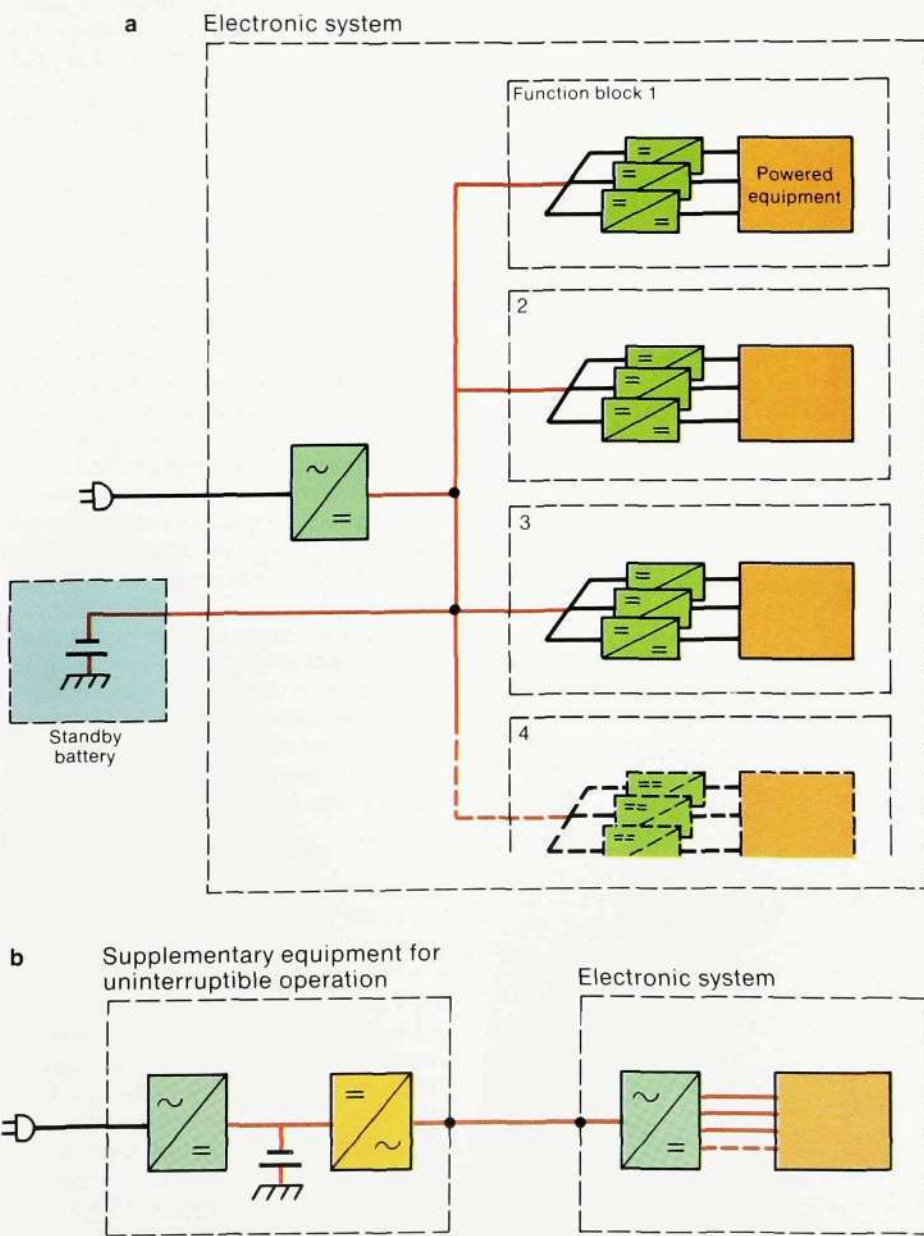 a
Electronic system
Function block 1
Powered
equipment
2
3
Standby
battery
4
b
Supplementary equipment for
uninterruptible operation
Electronic system